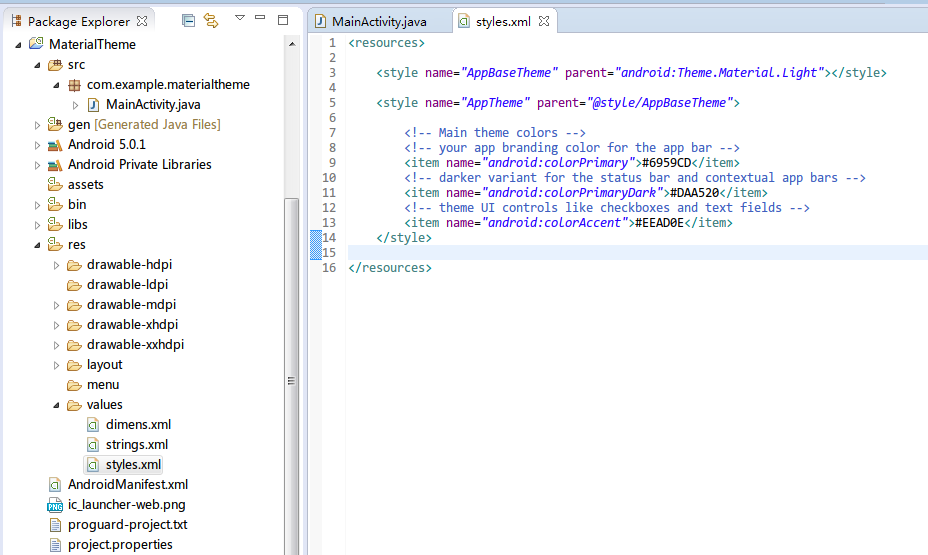 Package Explorer
MaterialTheme
src
com.example.materialtheme
MainActivity.java
gen [Generated Java Files]
Android 5.0.1
Android Private Libraries
assets
bin
libs
res
drawable-hdpi
drawable-ldpi
drawable-mdpi
drawable-xhdpi
drawable-xxhdpi
layout
menu
values
dimens.xml
strings.xml
styles.xml
AndroidManifest.xml
ic_launcher-web.png
proguard-project.txt
project.properties
MainActivity.java
styles.xml
1 <resources>
2
3 <style name="AppBaseTheme" parent="android:Theme.Material.Light"></style>
4
5 <style name="AppTheme" parent="@style/AppBaseTheme">
6
7 <!-- Main theme colors -->
8 <!-- your app branding color for the app bar -->
9 <item name="android:colorPrimary">#6959CD</item>
10 <!-- darker variant for the status bar and contextual app bars -->
11 <item name="android:colorPrimaryDark">#DAA520</item>
12 <!-- theme UI controls like checkboxes and text fields -->
13 <item name="android:colorAccent">#EEAD0E</item>
14 </style>
15
16 </resources>